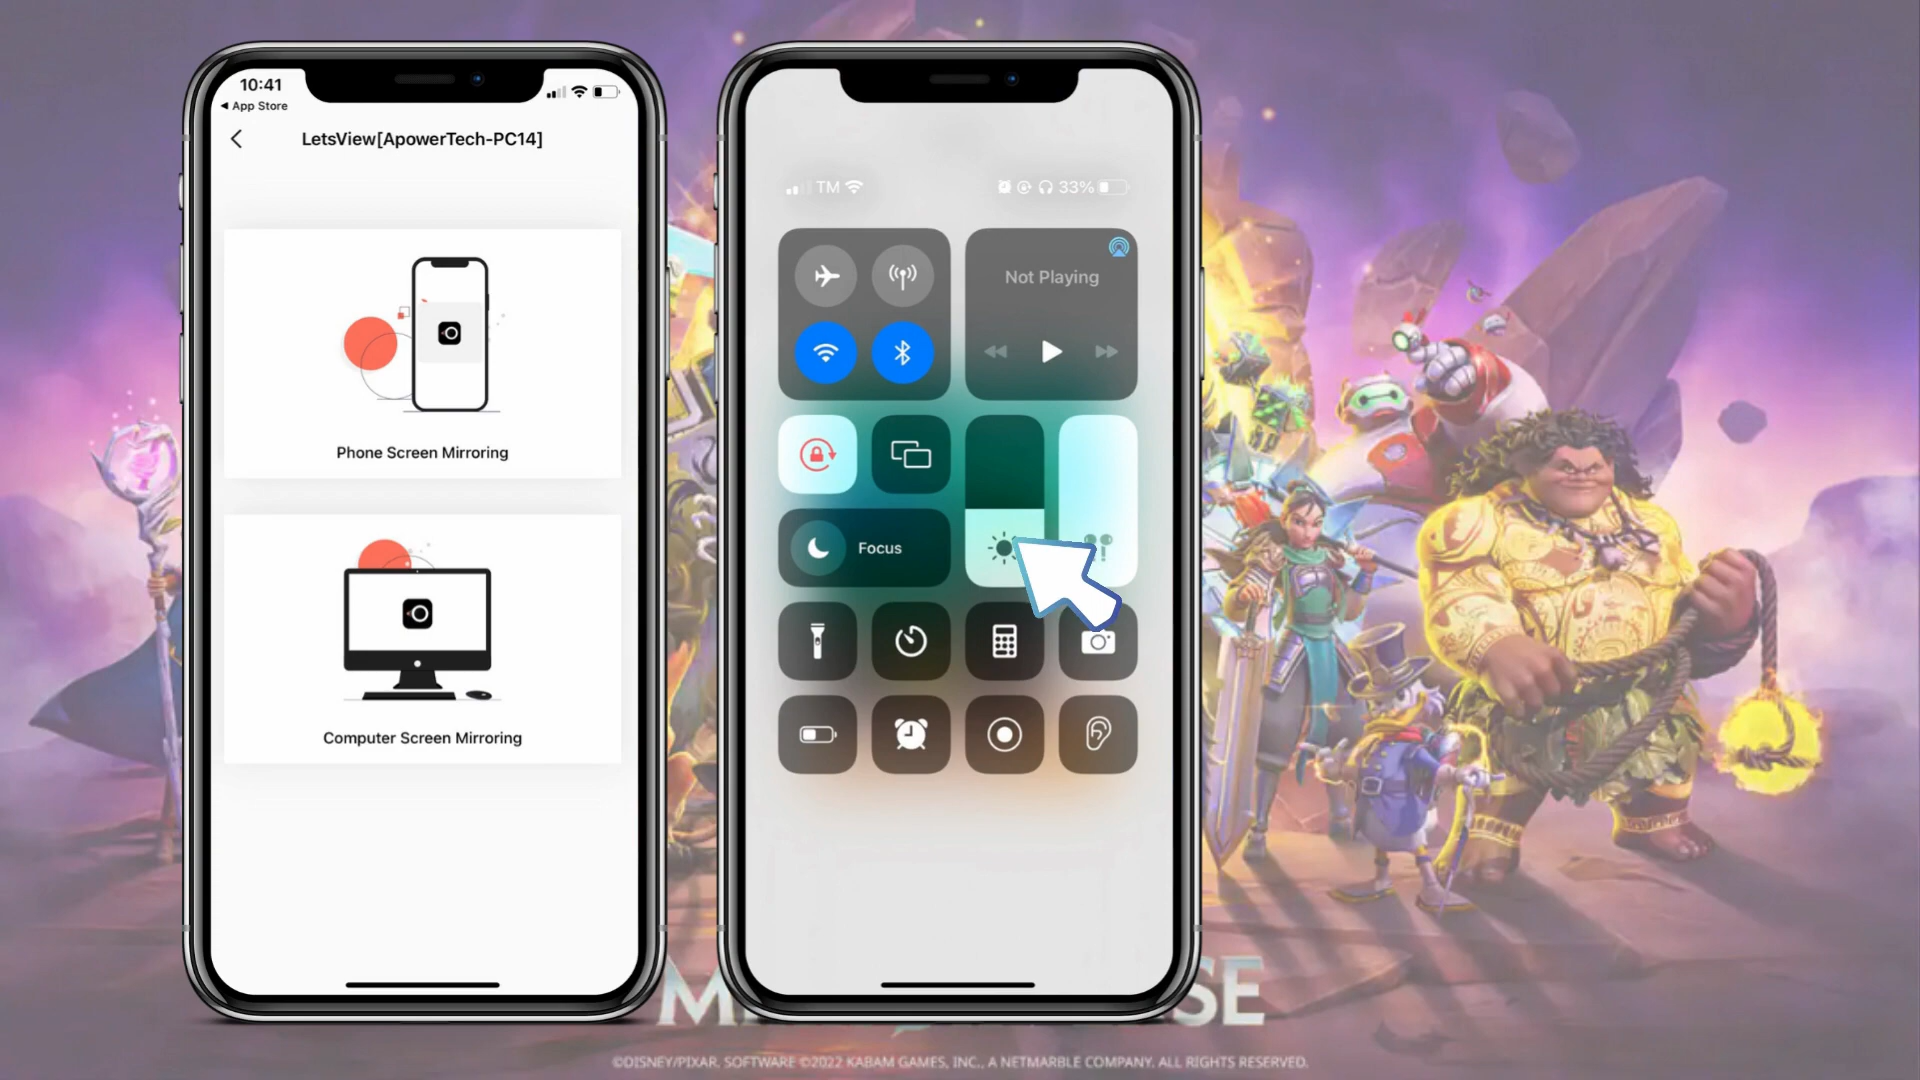 10:41
App Store
LetsView[ApowerTech-PC14]
Phone Screen Mirroring
Computer Screen Mirroring
TM
33%
Not Playing
Focus
M
SE
©DISNEY/PIXAR, SOFTWARE ©2022 KABAM GAMES, INC., A NETMARBLE COMPANY. ALL RIGHTS RESERVED.